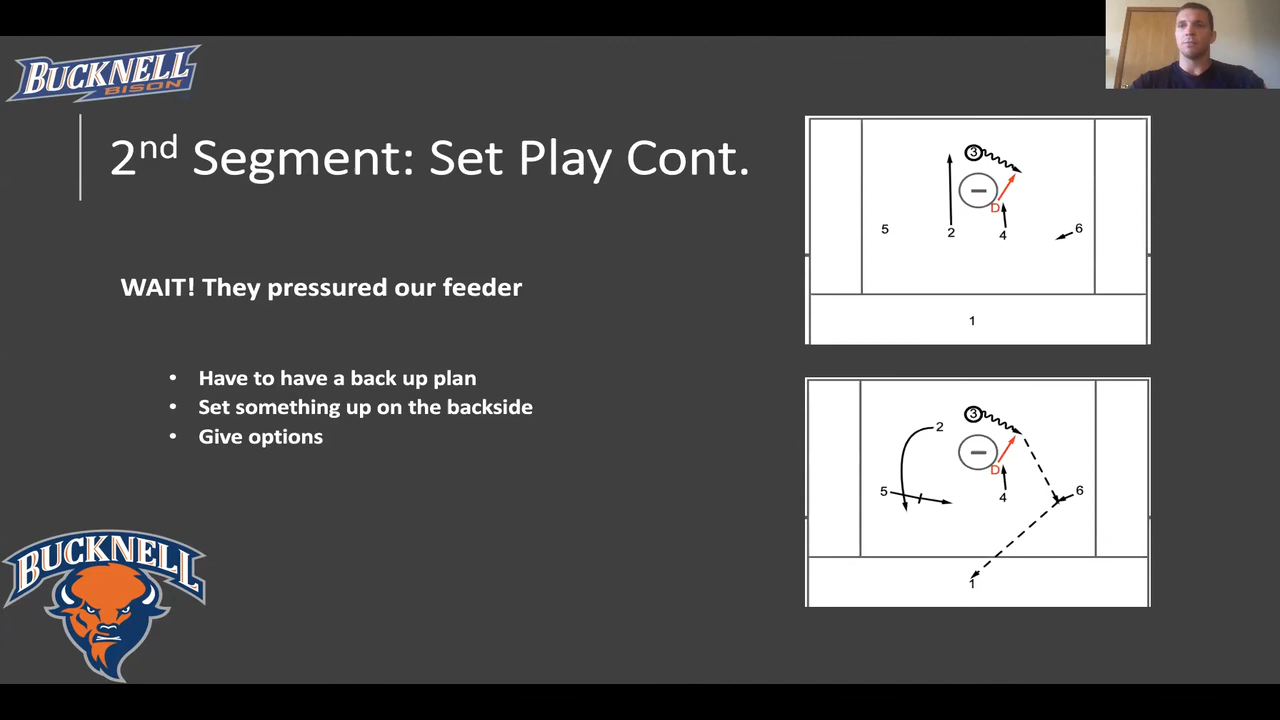 BUCKNELL
BISON
2nd Segment: Set Play Cont.
WAIT! They pressured our feeder
• Have to have a back up plan
• Set something up on the backside
• Give options
BUCKNELL
3
D
5
2
4
6
1
3
2
D
5
4
6
1